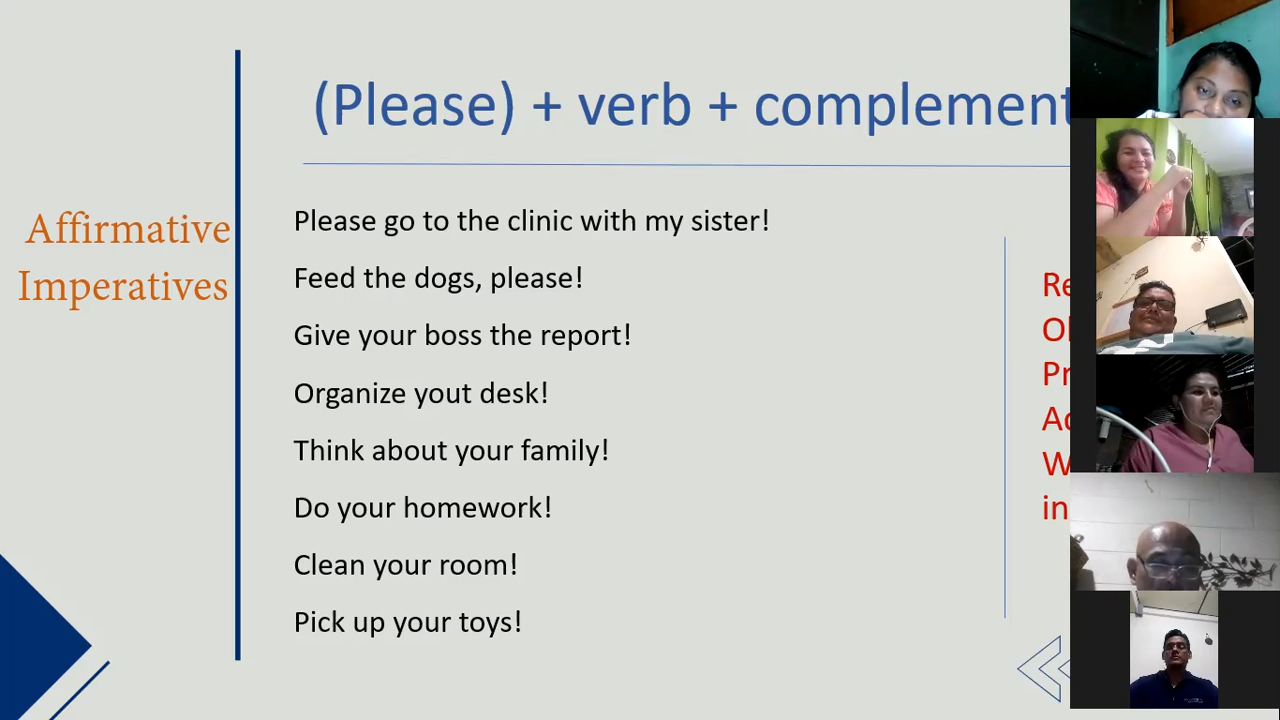 (Please) + verb + complement
Affirmative
Imperatives
Please go to the clinic with my sister!
Feed the dogs, please!
Give your boss the report!
Organize yout desk!
Think about your family!
Do your homework!
Clean your room!
Pick up your toys!